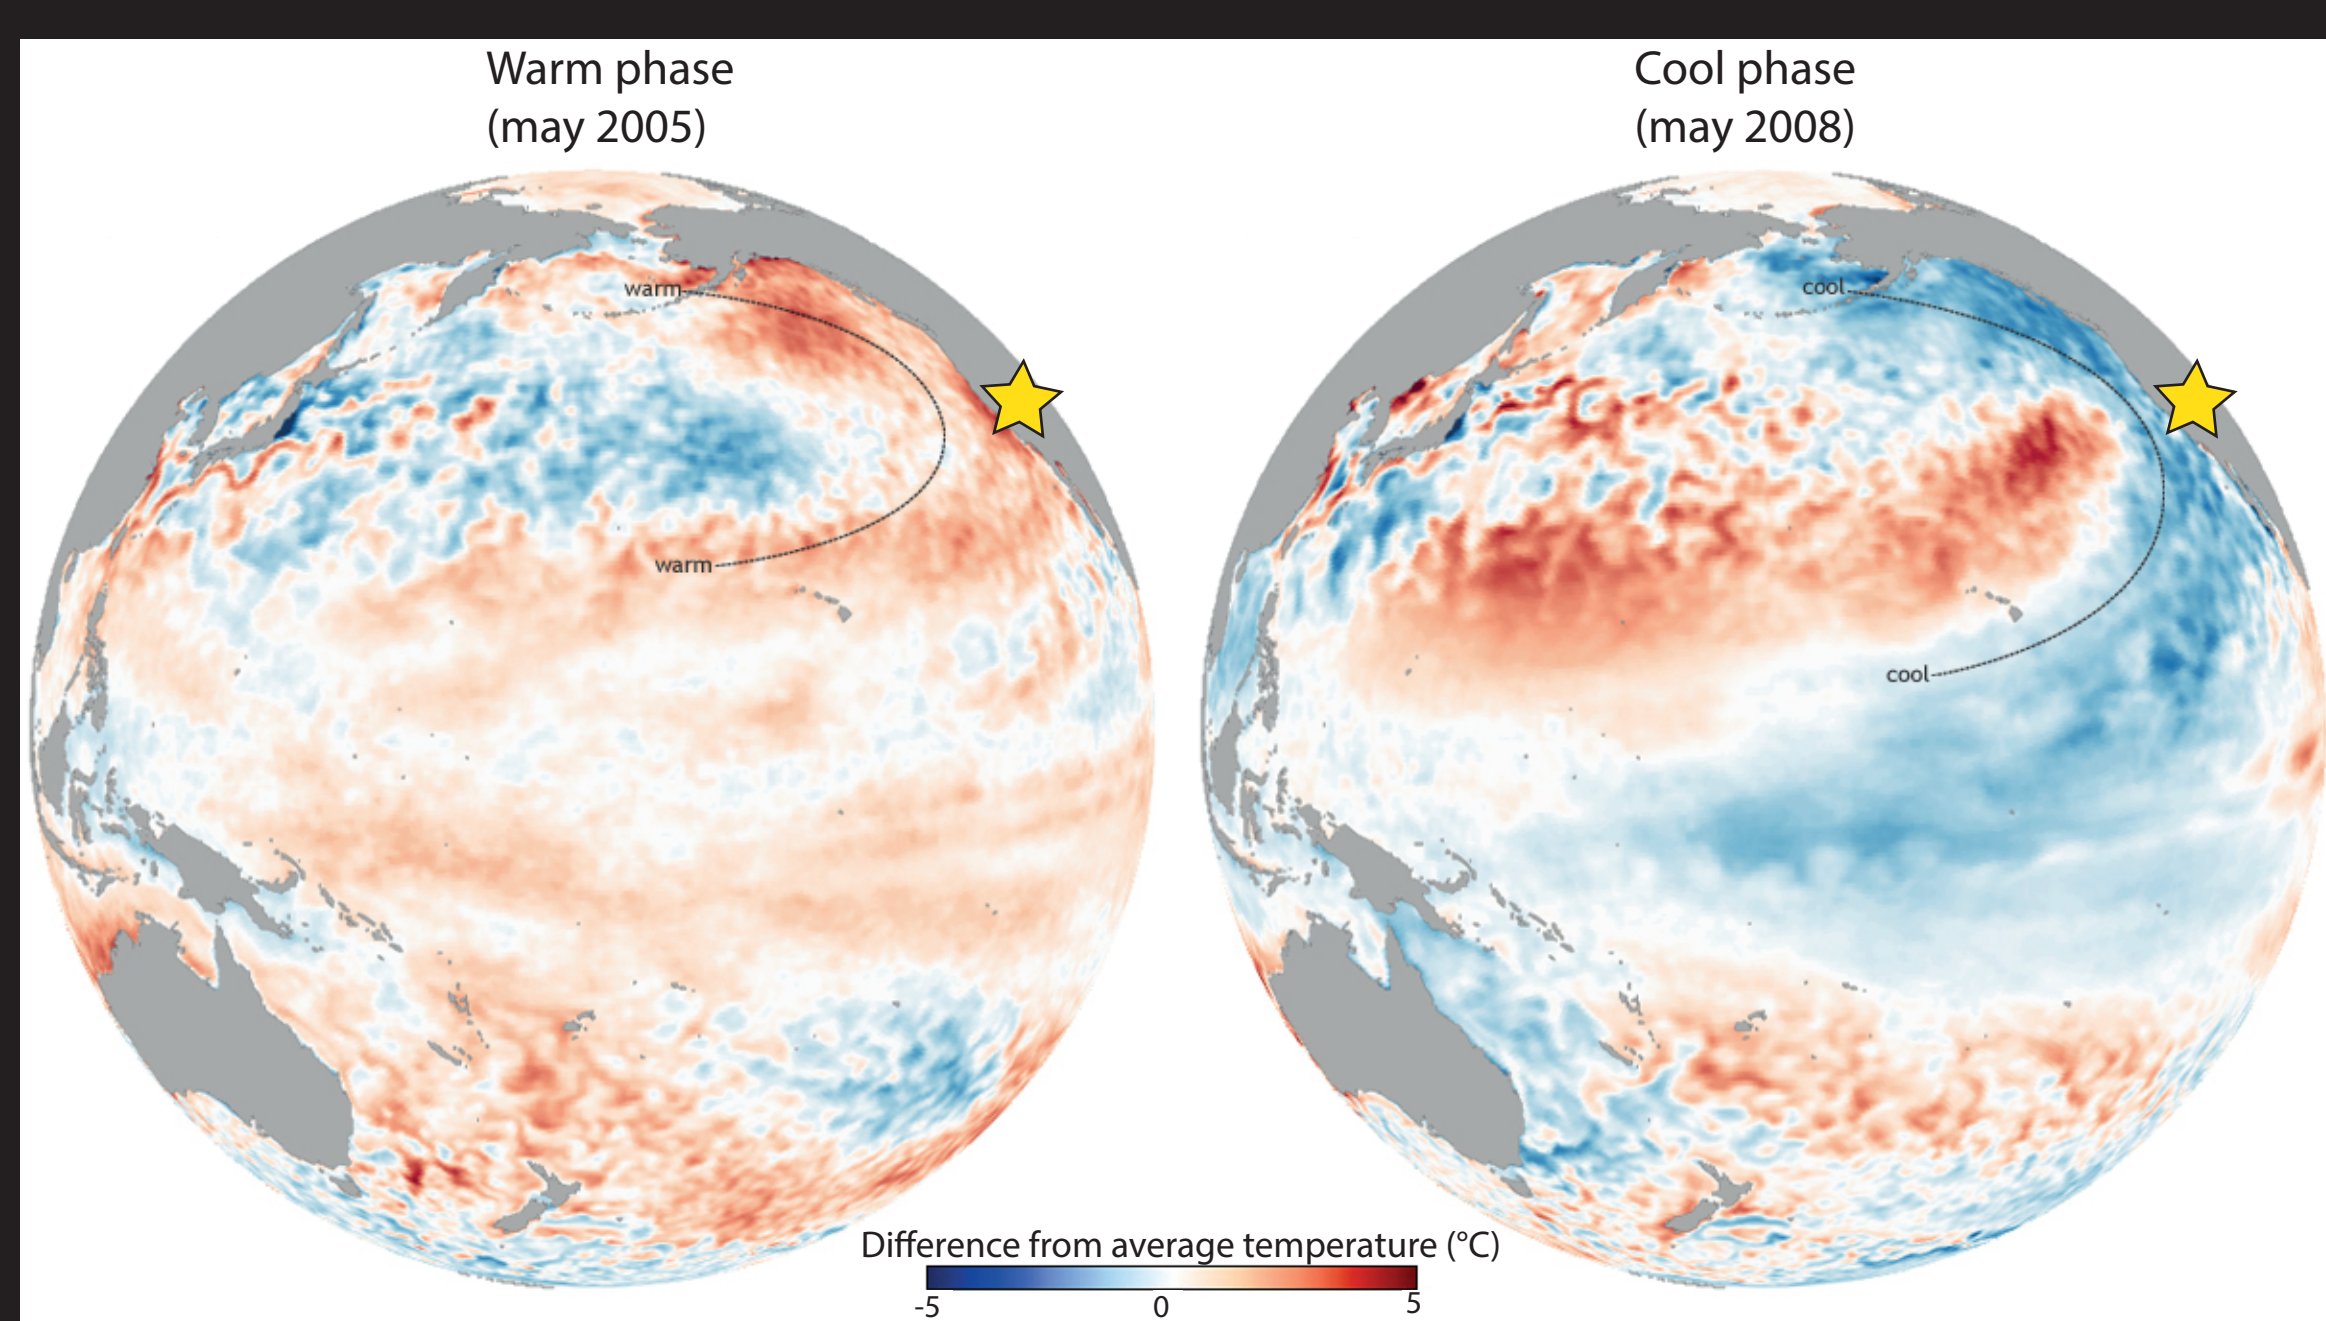 Warm phase
(may 2005)
Cool phase
(may 2008)
warm
warm
cool
cool
Difference from average temperature (°C)
-5
0
5